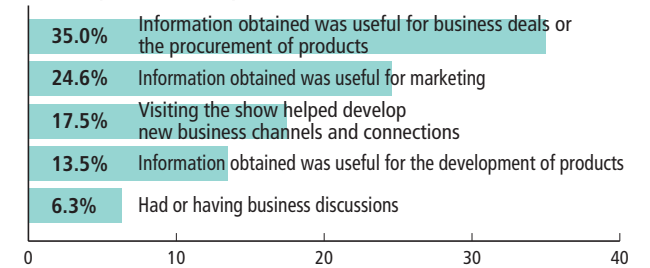 35.0% Information obtained was useful for business deals or
the procurement of products
24.6% Information obtained was useful for marketing
17.5% Visiting the show helped develop
new business channels and connections
13.5% Information obtained was useful for the development of products
6.3% Had or having business discussions
0 10 20 30 40